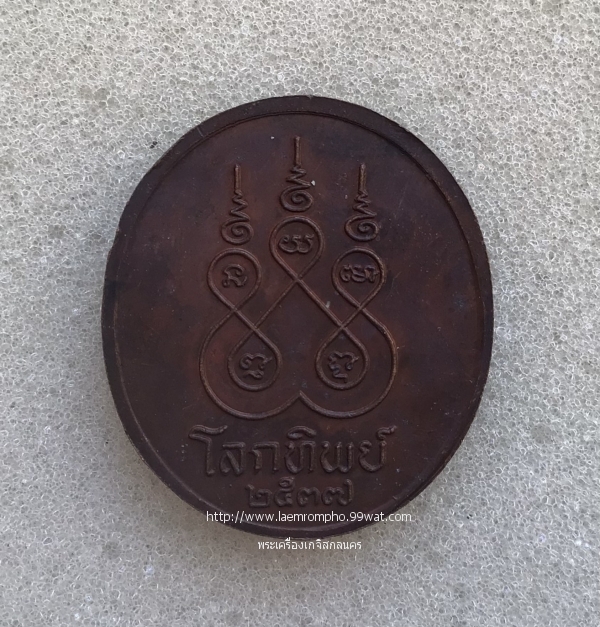 โลกทิพย์
๒๕๓๗
http://www.laemrompho.99wat.com
พระเครื่องเกจิสกลนคร